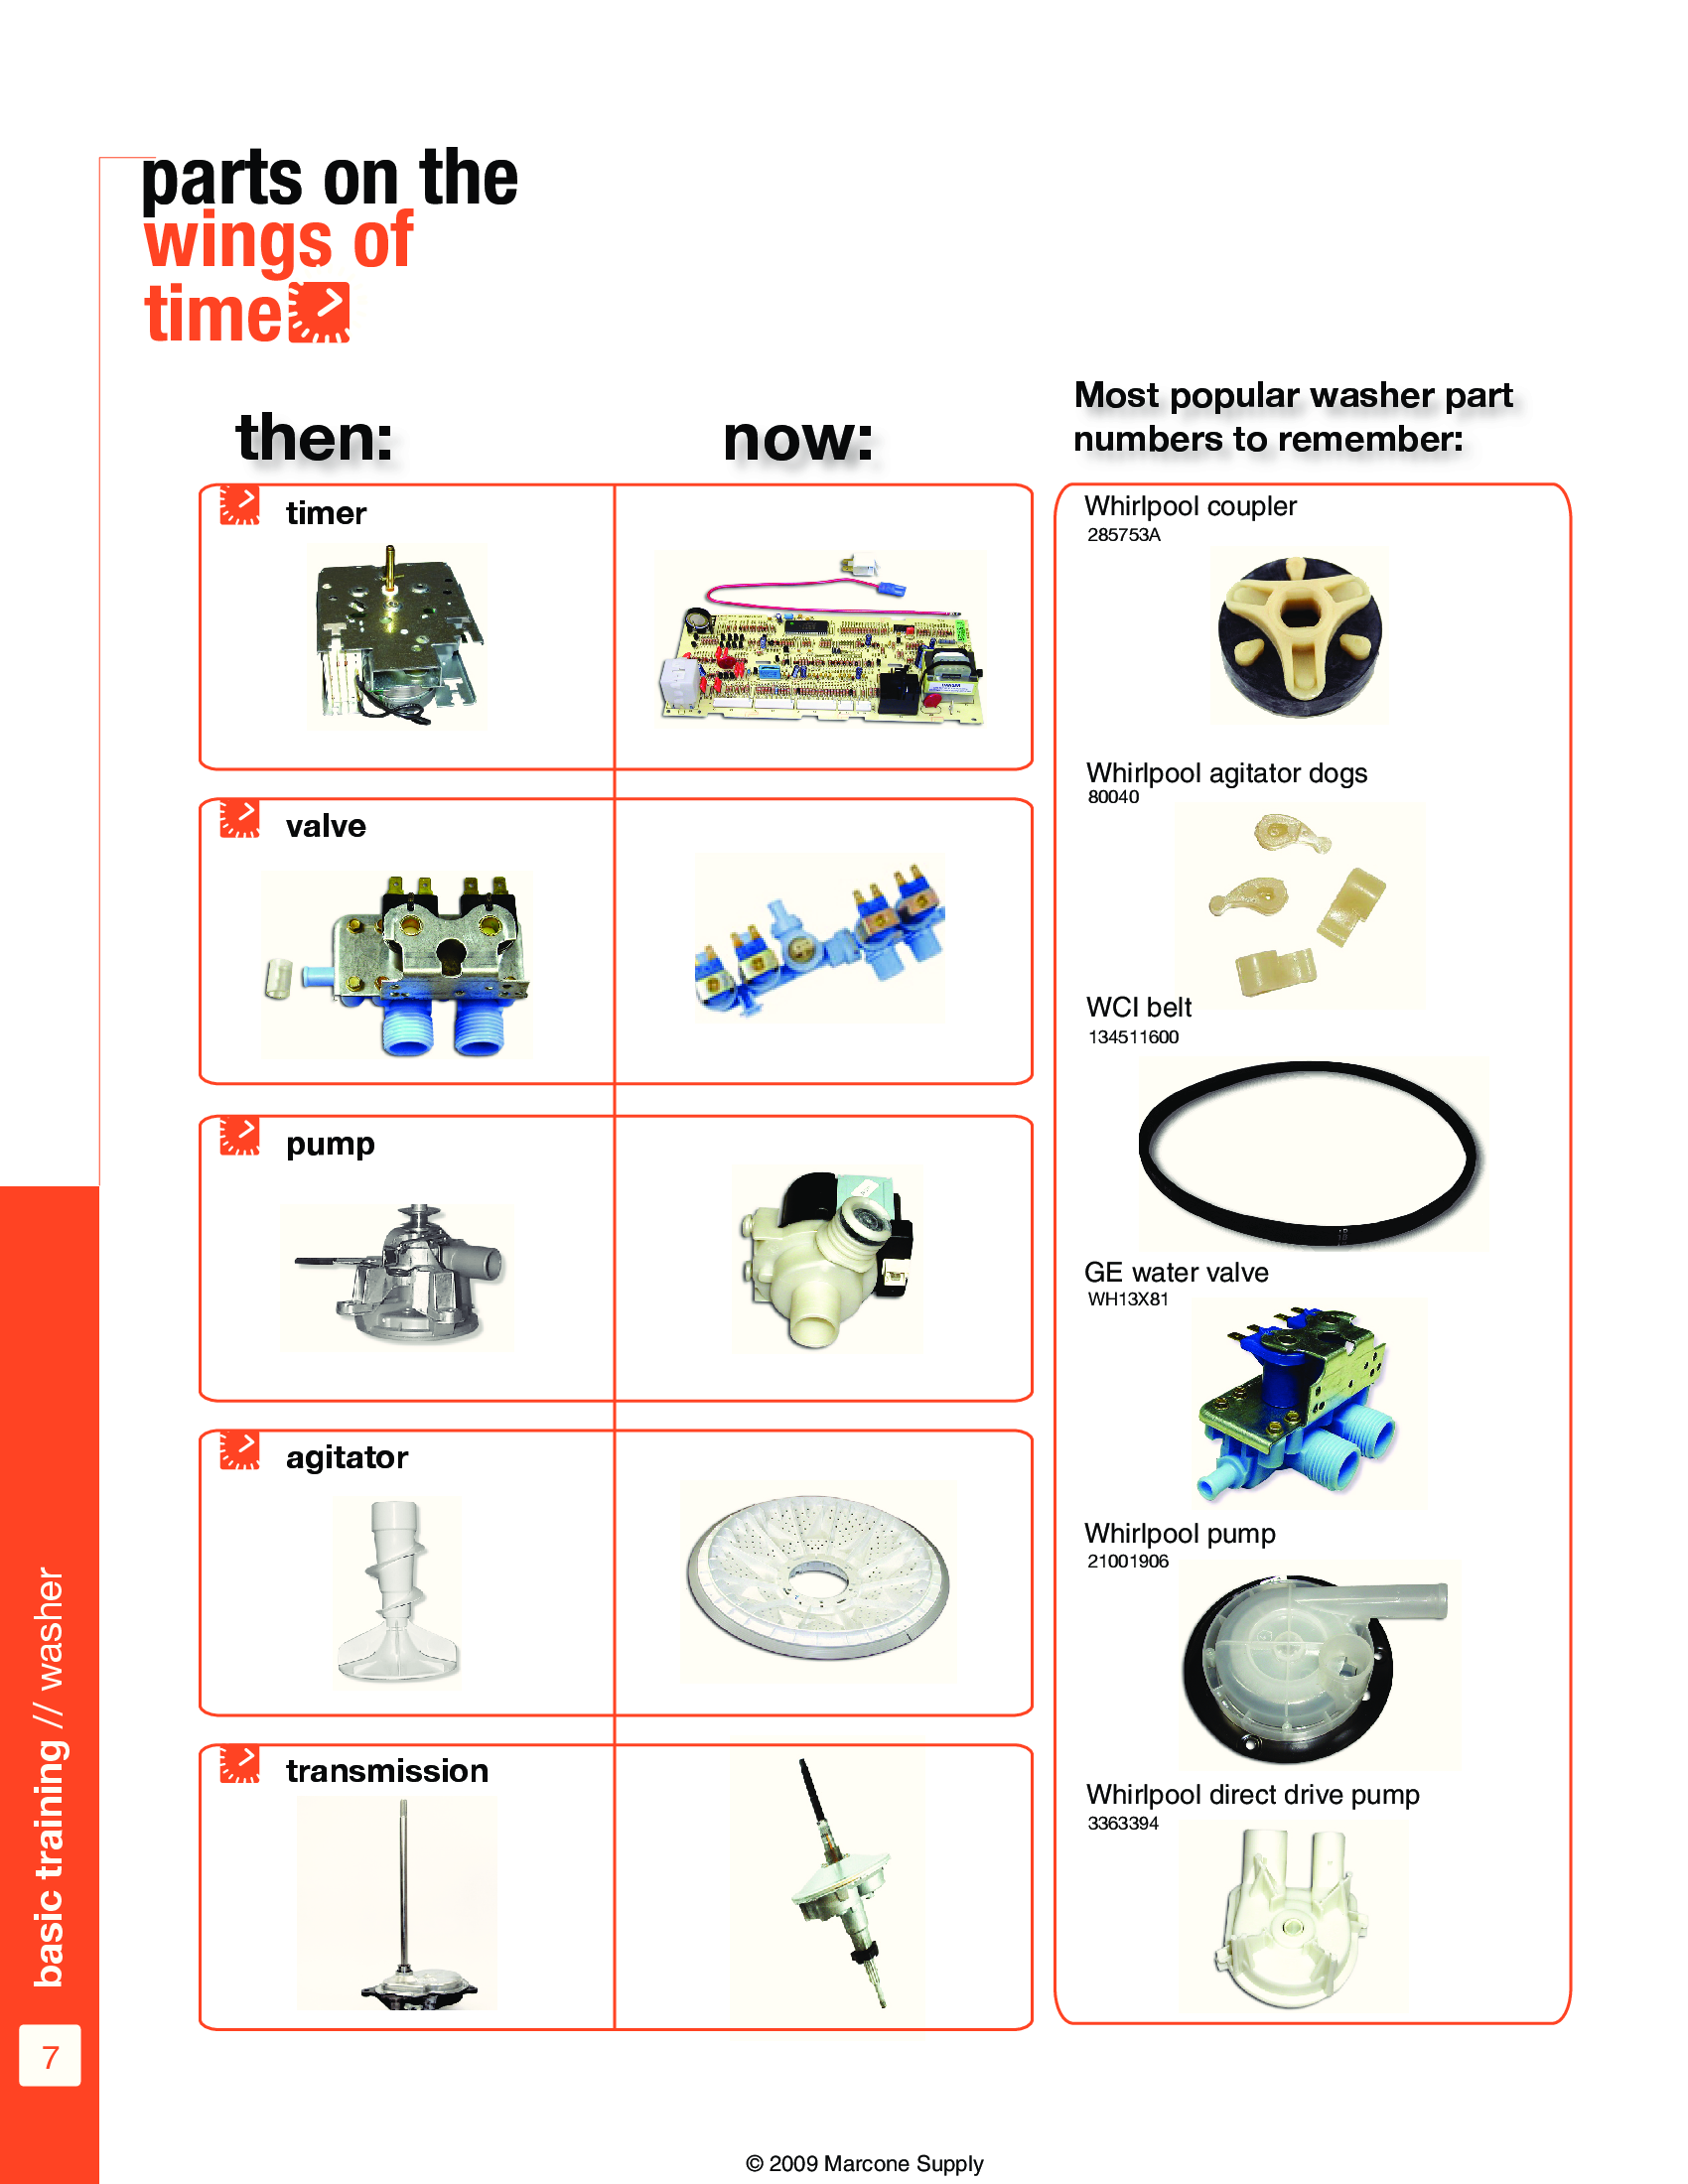 parts on the
wings of
time
then:
now:
timer
valve
pump
agitator
transmission
Most popular washer part
numbers to remember:
Whirlpool coupler
285753A
Whirlpool agitator dogs
80040
WCI belt
134511600
GE water valve
WH13X81
Whirlpool pump
21001906
Whirlpool direct drive pump
3363394
basic training // washer
7
© 2009 Marcone Supply